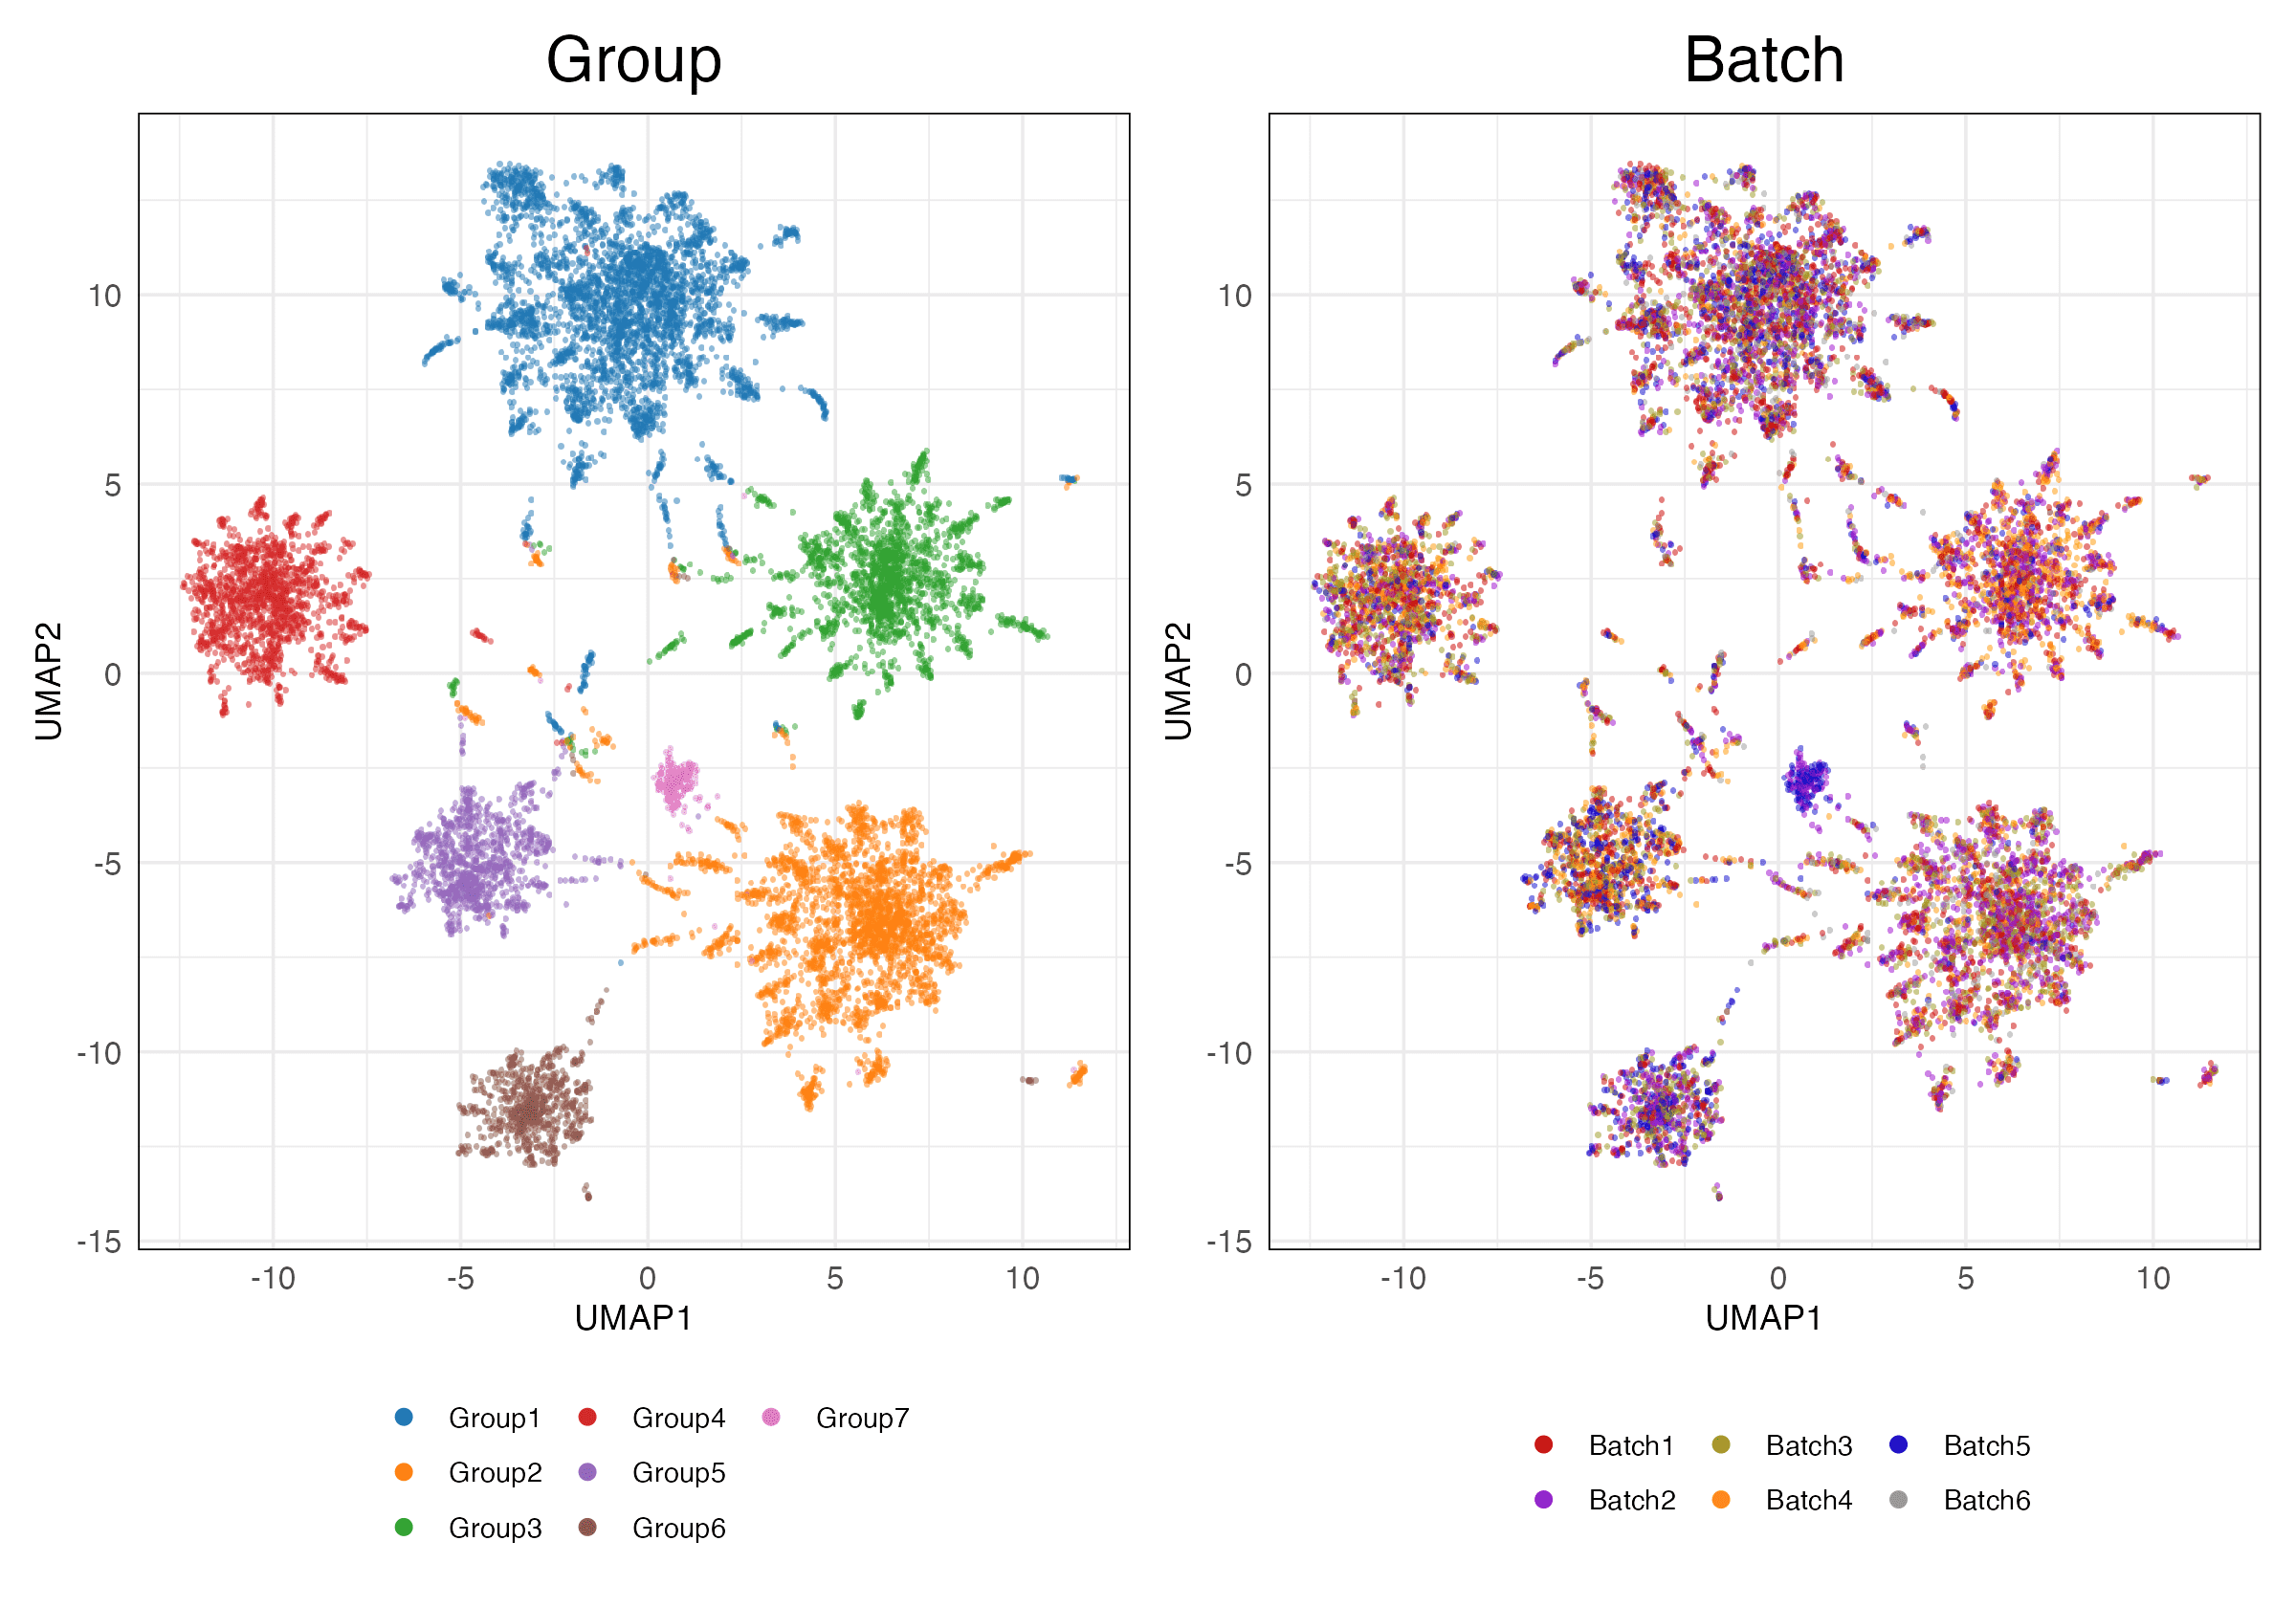 Group
Batch
10
5
0
-5
-10
-15
UMAP2
-10 -5 0 5 10
UMAP1
10
5
0
-5
-10
-15
UMAP2
-10 -5 0 5 10
UMAP1
Group1 Group4 Group7
Group2 Group5
Group3 Group6
Batch1 Batch3 Batch5
Batch2 Batch4 Batch6